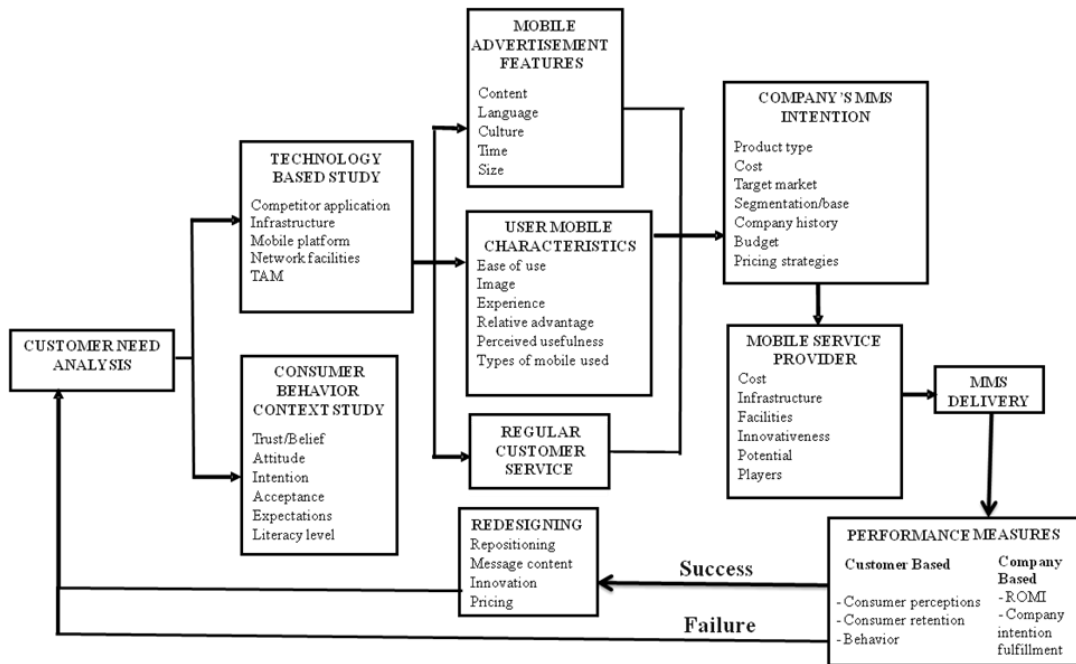 CUSTOMER NEED
ANALYSIS
TECHNOLOGY
BASED STUDY
Competitor application
Infrastructure
Mobile platform
Network facilities
TAM
CONSUMER
BEHAVIOR
CONTEXT STUDY
Trust/Belief
Attitude
Intention
Acceptance
Expectations
Literacy level
MOBILE
ADVERTISEMENT
FEATURES
Content
Language
Culture
Time
Size
USER MOBILE
CHARACTERISTICS
Ease of use
Image
Experience
Relative advantage
Perceived usefulness
Types of mobile used
REGULAR
CUSTOMER
SERVICE
COMPANY'S MMS
INTENTION
Product type
Cost
Target market
Segmentation/base
Company history
Budget
Pricing strategies
MOBILE SERVICE
PROVIDER
Cost
Infrastructure
Facilities
Innovativeness
Potential
Players
MMS
DELIVERY
PERFORMANCE MEASURES
Customer Based
- Consumer perceptions
- Consumer retention
- Behavior
Company
Based
- ROMI
- Company
intention
fulfillment
Success
Failure
REDESIGNING
Repositioning
Message content
Innovation
Pricing